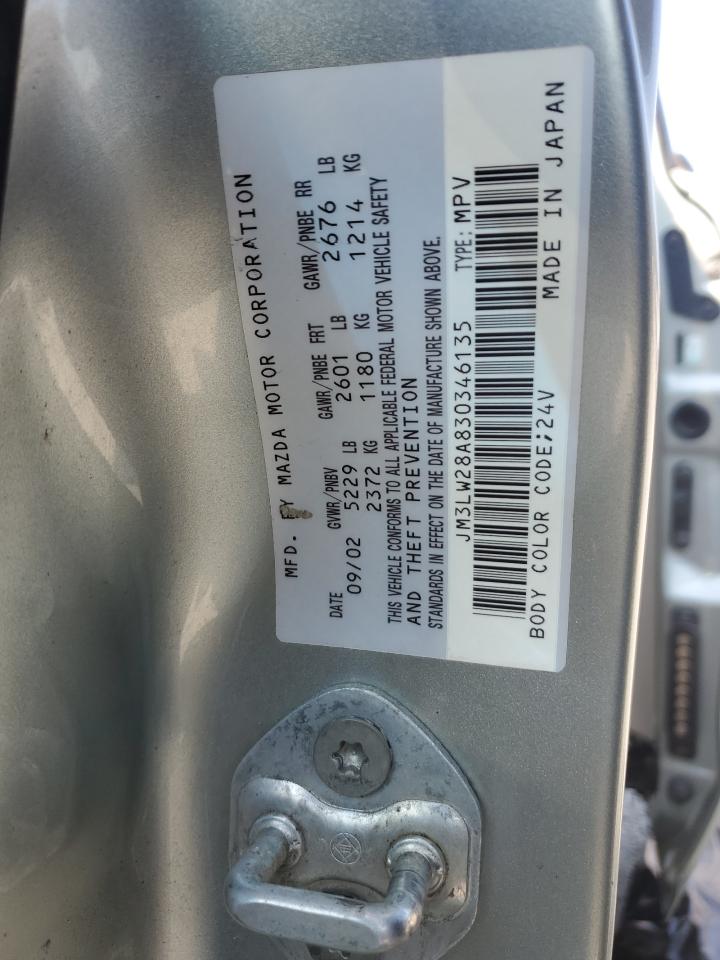 MFD. BY MAZDA MOTOR CORPORATION
DATE GVWR/PNBV GAWR/PNBE FRT GAWR/PNBE RR
09/02 5229 LB 2601 LB 2676 LB
2372 KG 1180 KG 1214 KG
THIS VEHICLE CONFORMS TO ALL APPLICABLE FEDERAL MOTOR VEHICLE SAFETY
AND THEFT PREVENTION
STANDARDS IN EFFECT ON THE DATE OF MANUFACTURE SHOWN ABOVE.
JM3LW28A830346135 TYPE: MPV
BODY COLOR CODE;24V MADE IN JAPAN